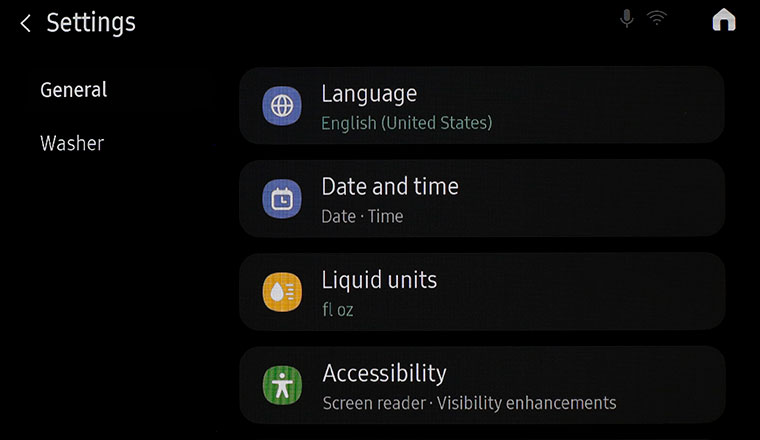 Settings
General
Washer
Language
English (United States)
Date and time
Date · Time
Liquid units
fl oz
Accessibility
Screen reader · Visibility enhancements